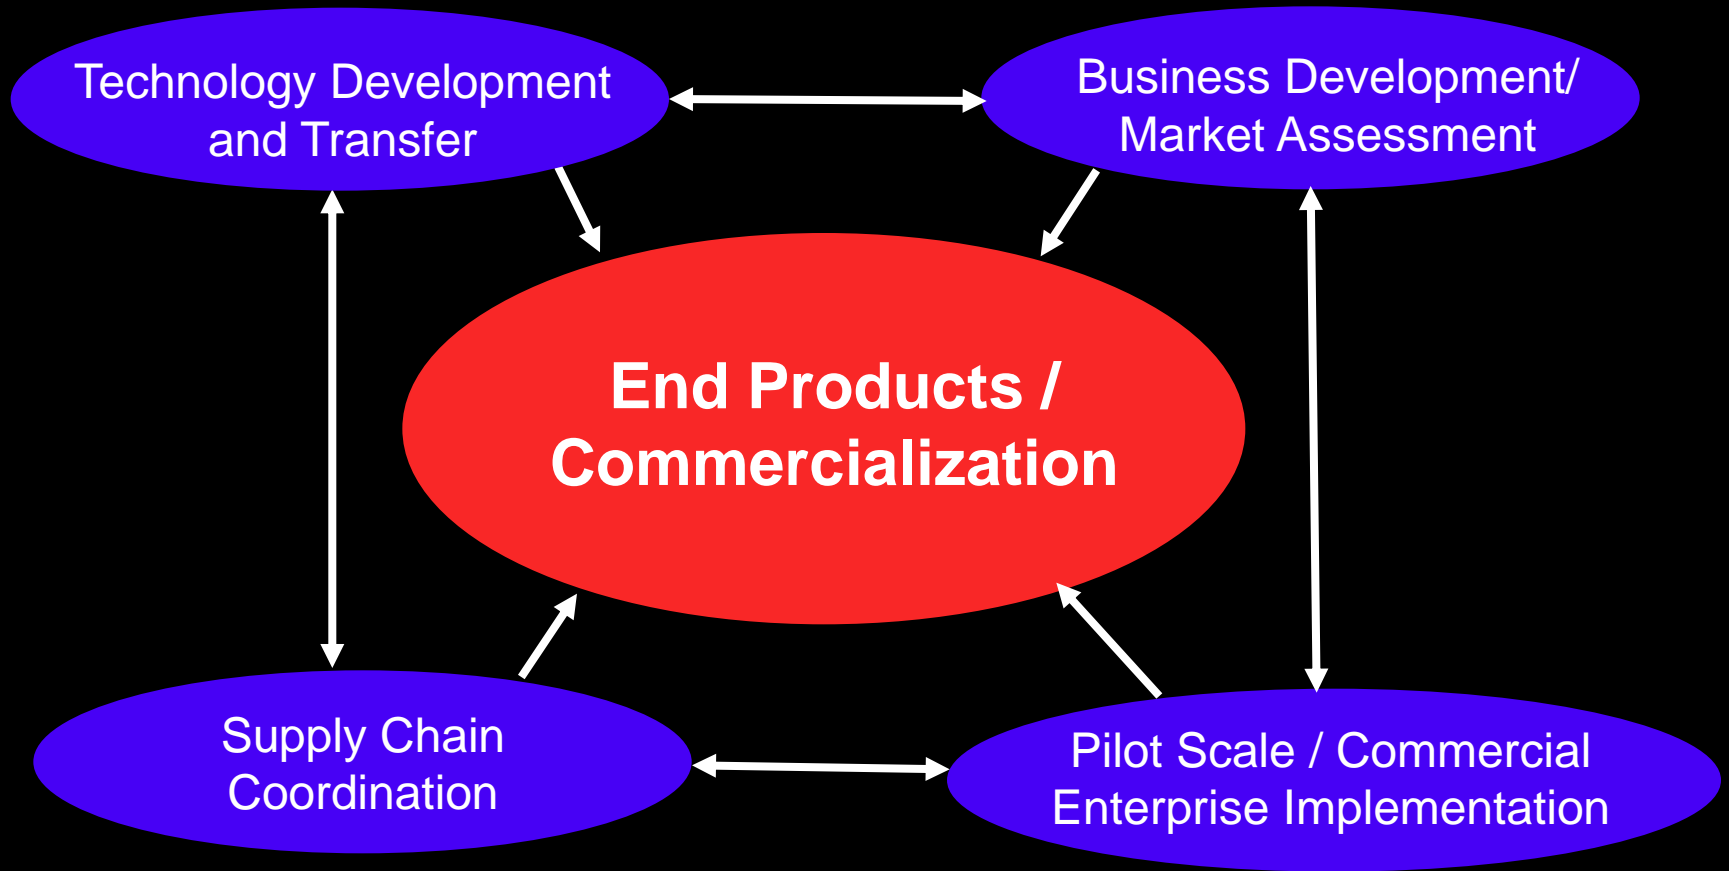 Technology Development
and Transfer
Business Development/
Market Assessment
End Products /
Commercialization
Supply Chain
Coordination
Pilot Scale / Commercial
Enterprise Implementation